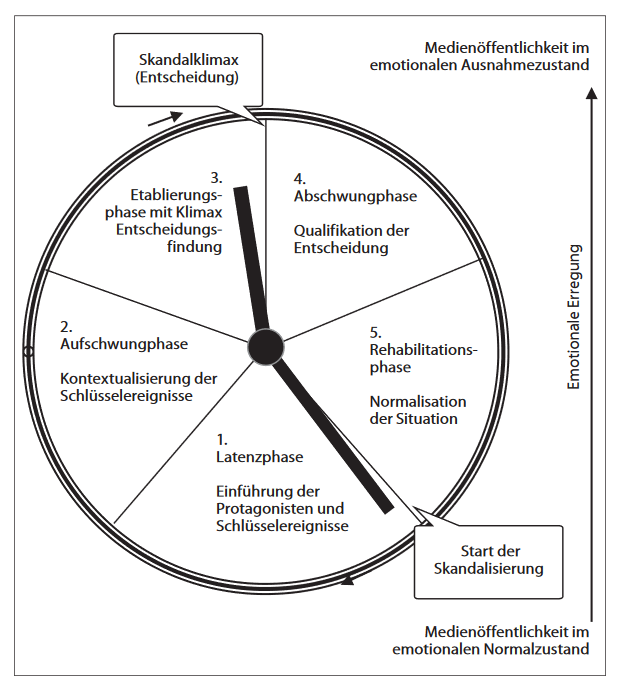 Skandalklimax
(Entscheidung)
Medienöffentlichkeit im
emotionalen Ausnahmezustand
3.
Etablierungs-
phase mit Klimax
Entscheidungs-
findung
4.
Abschwungphase
Qualifikation der
Entscheidung
2.
Aufschwungphase
Kontextualisierung der
Schlüsselereignisse
5.
Rehabilitations-
phase
Normalisation
der Situation
Emotionale Erregung
1.
Latenzphase
Einführung der
Protagonisten und
Schlüsselereignisse
Start der
Skandalisierung
Medienöffentlichkeit im
emotionalen Normalzustand